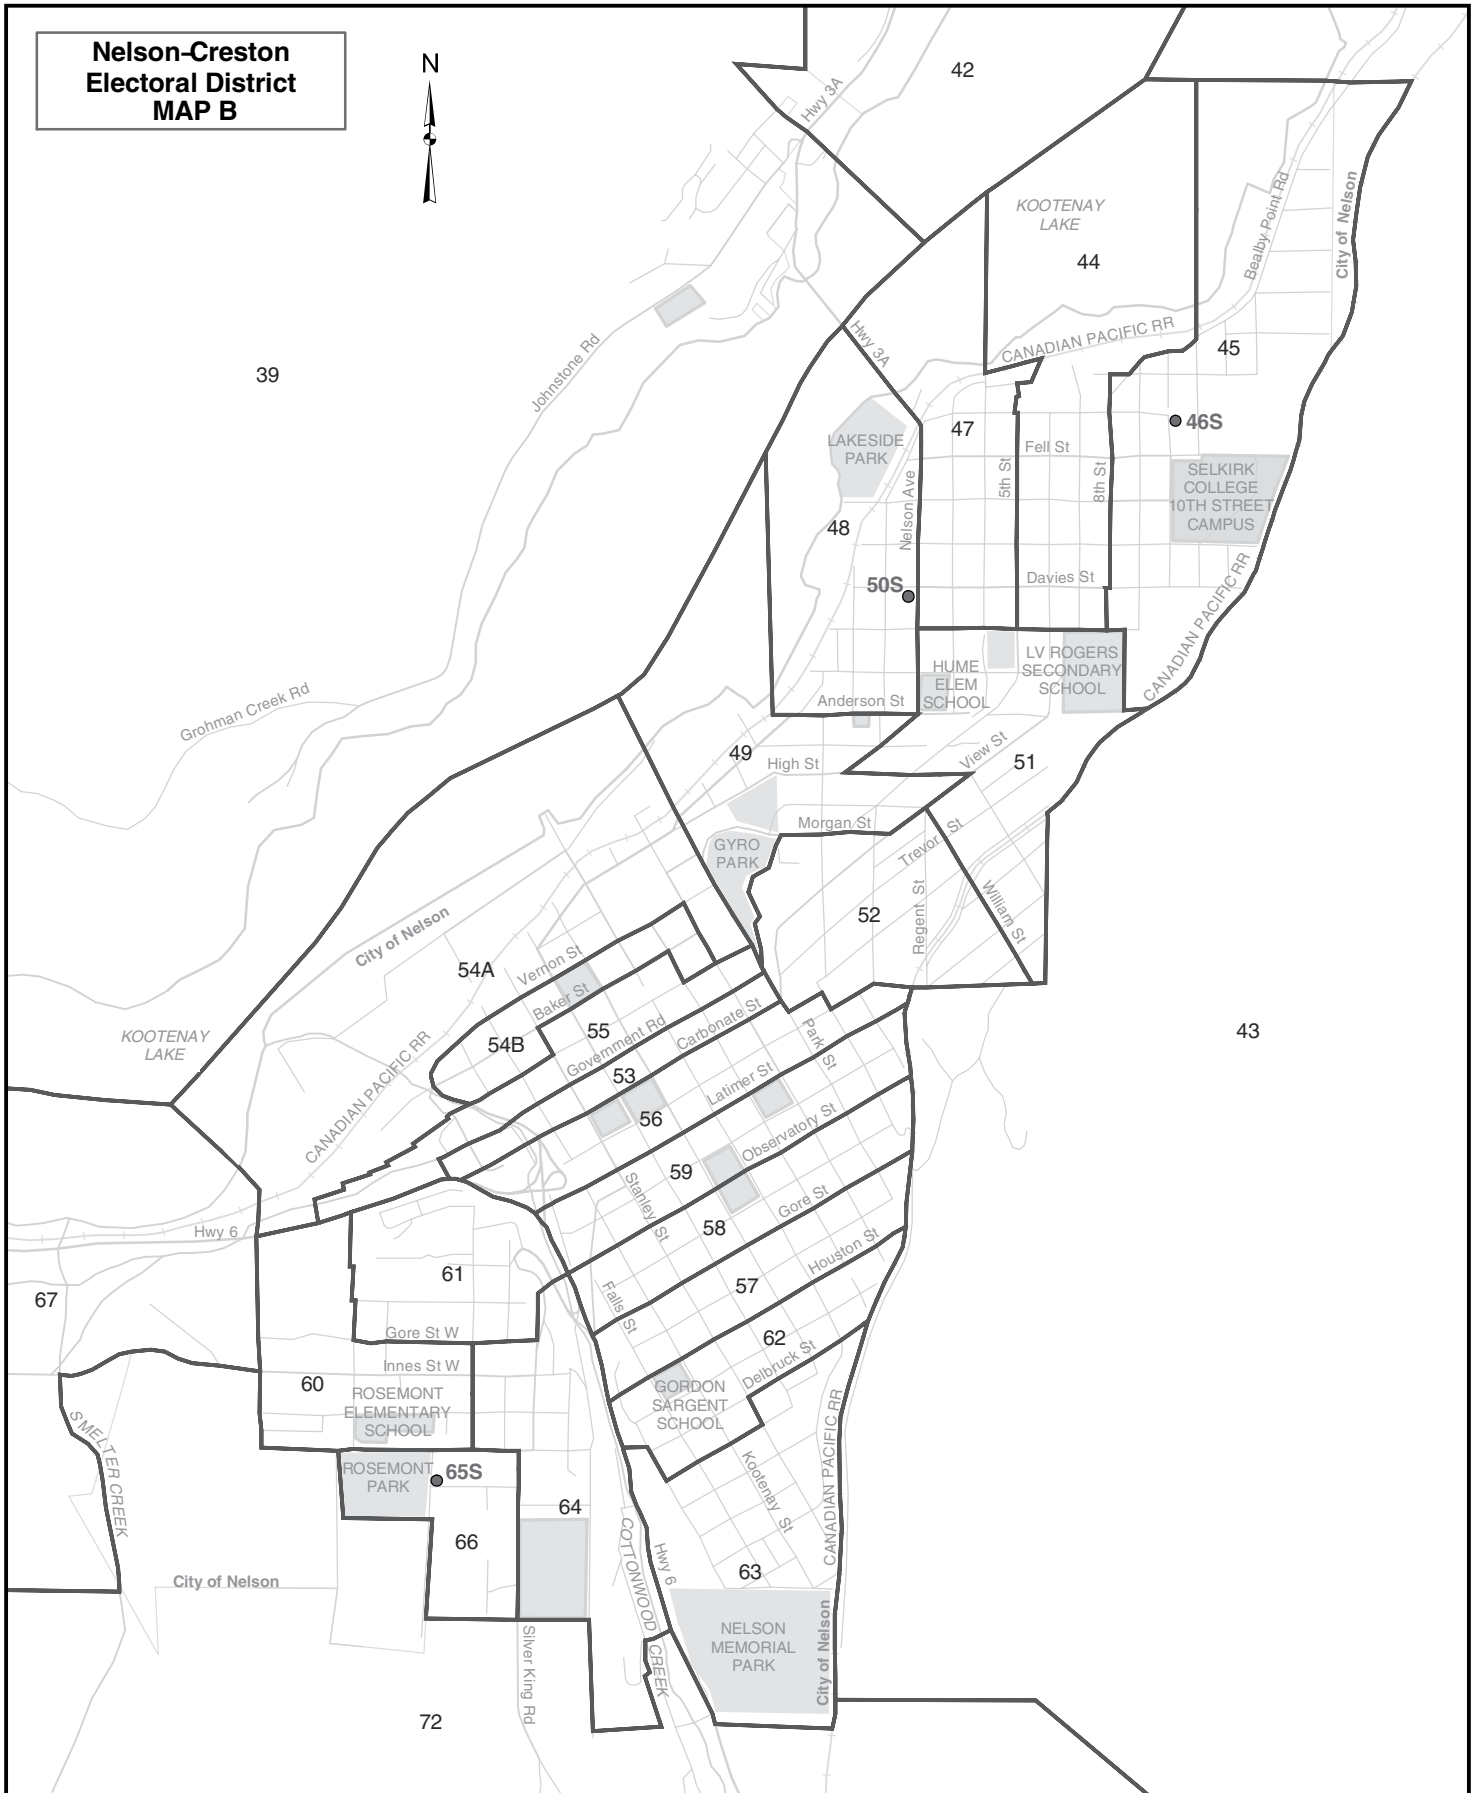 Nelson-Creston
Electoral District
MAP B
N
42
Hwy 3A
KOOTENAY
LAKE
44
Bealby Point Rd
City of Nelson
CANADIAN PACIFIC RR
45
Hwy 3A
39
Johnstone Rd
46S
47
LAKESIDE
PARK
Fell St
5th St
8th St
SELKIRK
COLLEGE
10TH STREET
CAMPUS
Nelson Ave
48
50S
Davies St
CANADIAN PACIFIC RR
HUME
ELEM
SCHOOL
LV ROGERS
SECONDARY
SCHOOL
Anderson St
Grohman Creek Rd
49
High St
View St
51
Morgan St
Trevor St
GYRO
PARK
52
Regent St
William St
City of Nelson
54A
Vernon St
Baker St
55
54B
Government Rd
Carbonate St
Park St
43
KOOTENAY
LAKE
CANADIAN PACIFIC RR
53
56
Latimer St
Observatory St
59
Stanley St
58
Gore St
Hwy 6
Houston St
57
61
67
Falls St
Gore St W
62
Delbruck St
Innes St W
60
ROSEMONT
ELEMENTARY
SCHOOL
GORDON
SARGENT
SCHOOL
SMELTER CREEK
ROSEMONT
PARK
65S
Kootenay St
CANADIAN PACIFIC RR
64
66
COTTONWOOD CREEK
Hwy 6
63
City of Nelson
NELSON
MEMORIAL
PARK
City of Nelson
Silver King Rd
72